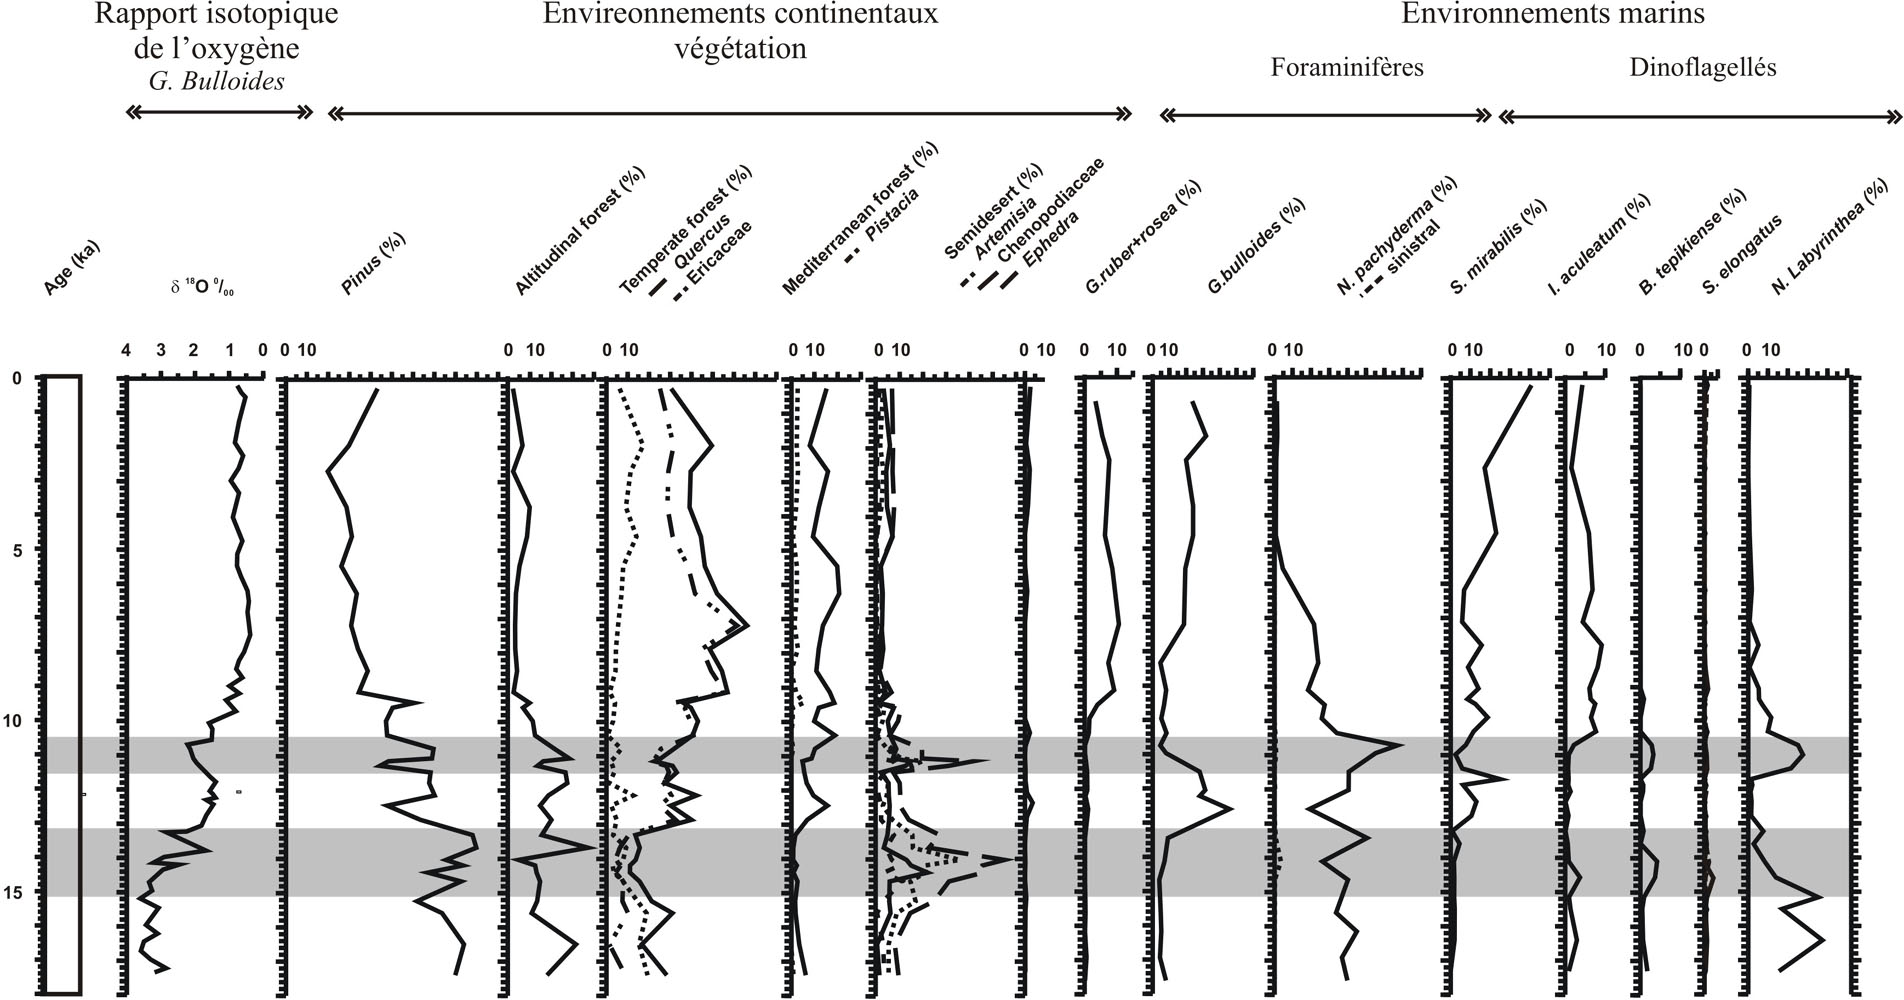 Rapport isotopique
de l’oxygène
G. Bulloides
Envireonnements continentaux
végétation
Environnements marins
Foraminifères
Dinoflagellés
Age (ka)
δ ¹⁸O ⁰/₀₀
Pinus (%)
Altitudinal forest (%)
Temperate forest (%)
Quercus
Ericaceae
Mediterranean forest (%)
Pistacia
Semidesert (%)
Artemisia
Chenopodiaceae
Ephedra
G.ruber+rosea (%)
G.bulloides (%)
N. pachyderma (%)
sinistral
S. mirabilis (%)
I. aculeatum (%)
B. tepikiense (%)
S. elongatus
N. Labyrinthea (%)
4 3 2 1 0 0 10 0 10 0 10 0 10 0 10 0 10 0 10 0 10 0 10 0 10 0 10 0 10 0 0 10
0
5
10
15